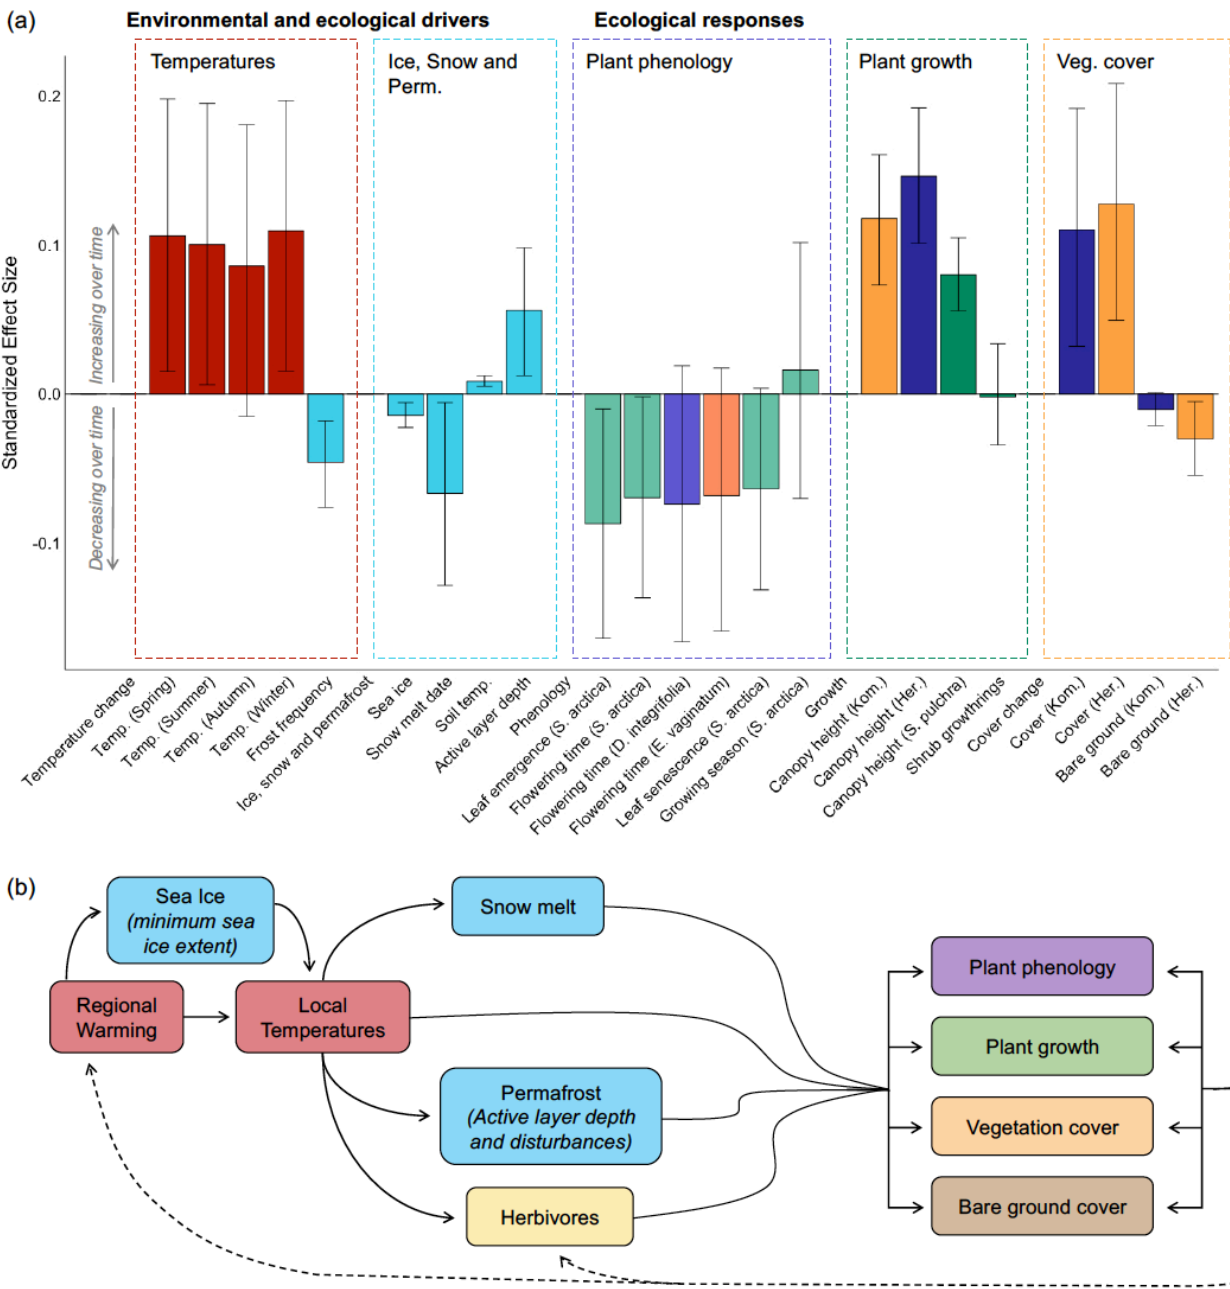 (a)
Environmental and ecological drivers
Ecological responses
Temperatures
Ice, Snow and
Perm.
Plant phenology
Plant growth
Veg. cover
Standardized Effect Size
0.2
0.1
0.0
-0.1
Increasing over time
Decreasing over time
Temperature change
Temp. (Spring)
Temp. (Summer)
Temp. (Autumn)
Temp. (Winter)
Frost frequency
Ice, snow and permafrost
Sea ice
Snow melt date
Soil temp.
Active layer depth
Phenology
Leaf emergence (S. arctica)
Flowering time (S. arctica)
Flowering time (D. integrifolia)
Flowering time (E. vaginatum)
Leaf senescence (S. arctica)
Growing season (S. arctica)
Growth
Canopy height (Kom.)
Canopy height (Her.)
Canopy height (S. pulchra)
Shrub growthrings
Cover change
Cover (Kom.)
Cover (Her.)
Bare ground (Kom.)
Bare ground (Her.)
(b)
Sea Ice
(minimum sea
ice extent)
Snow melt
Regional
Warming
Local
Temperatures
Permafrost
(Active layer depth
and disturbances)
Herbivores
Plant phenology
Plant growth
Vegetation cover
Bare ground cover